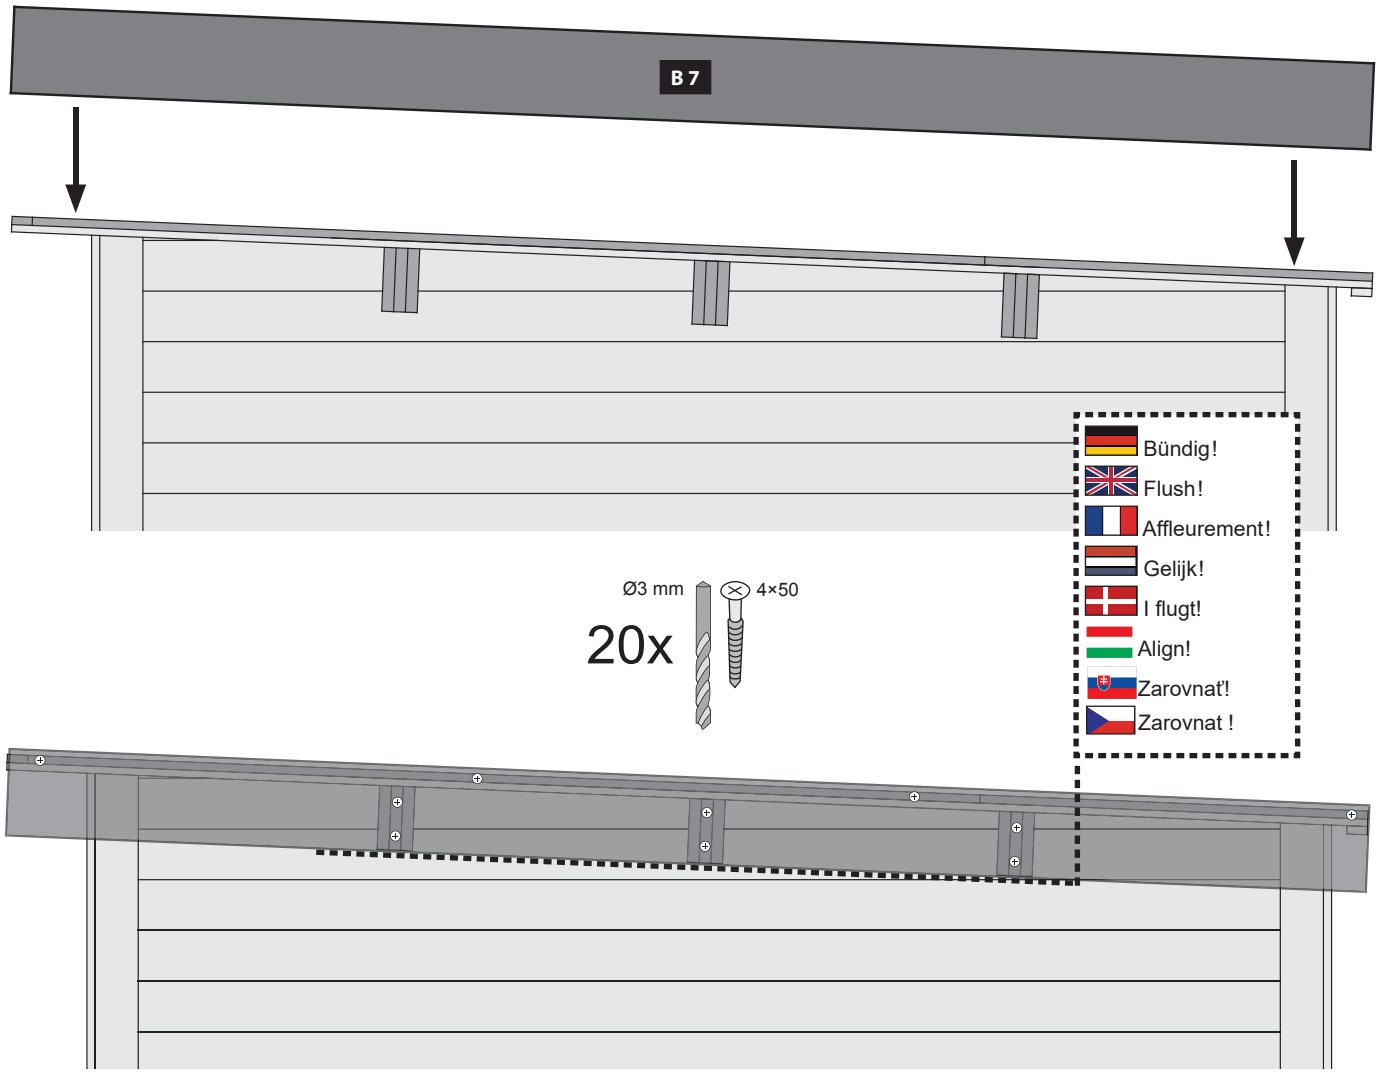 B 7
Bündig!
Flush!
Affleurement!
Gelijk!
I flugt!
Align!
Zarovnať!
Zarovnat !
Ø3 mm
4×50
20x